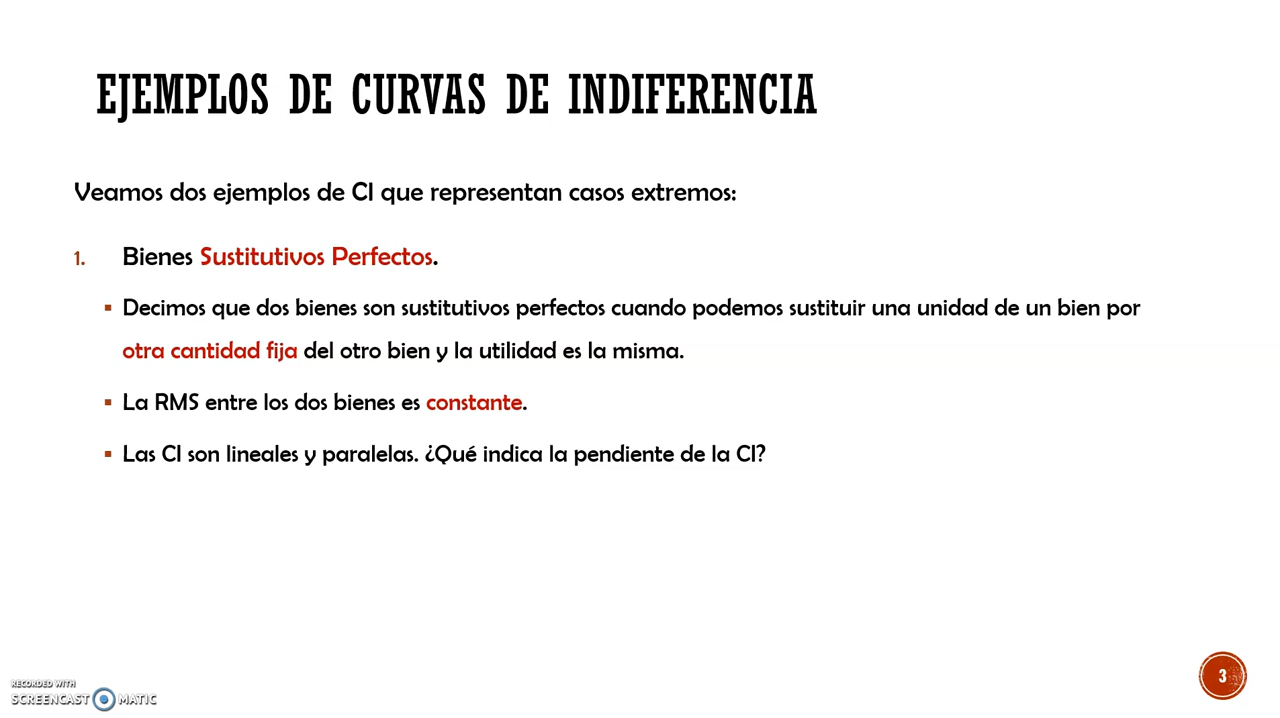 EJEMPLOS DE CURVAS DE INDIFERENCIA
Veamos dos ejemplos de CI que representan casos extremos:
1. Bienes Sustitutivos Perfectos.
▪ Decimos que dos bienes son sustitutivos perfectos cuando podemos sustituir una unidad de un bien por
otra cantidad fija del otro bien y la utilidad es la misma.
▪ La RMS entre los dos bienes es constante.
▪ Las CI son lineales y paralelas. ¿Qué indica la pendiente de la CI?
RECORDED WITH
SCREENCAST MATIC
3